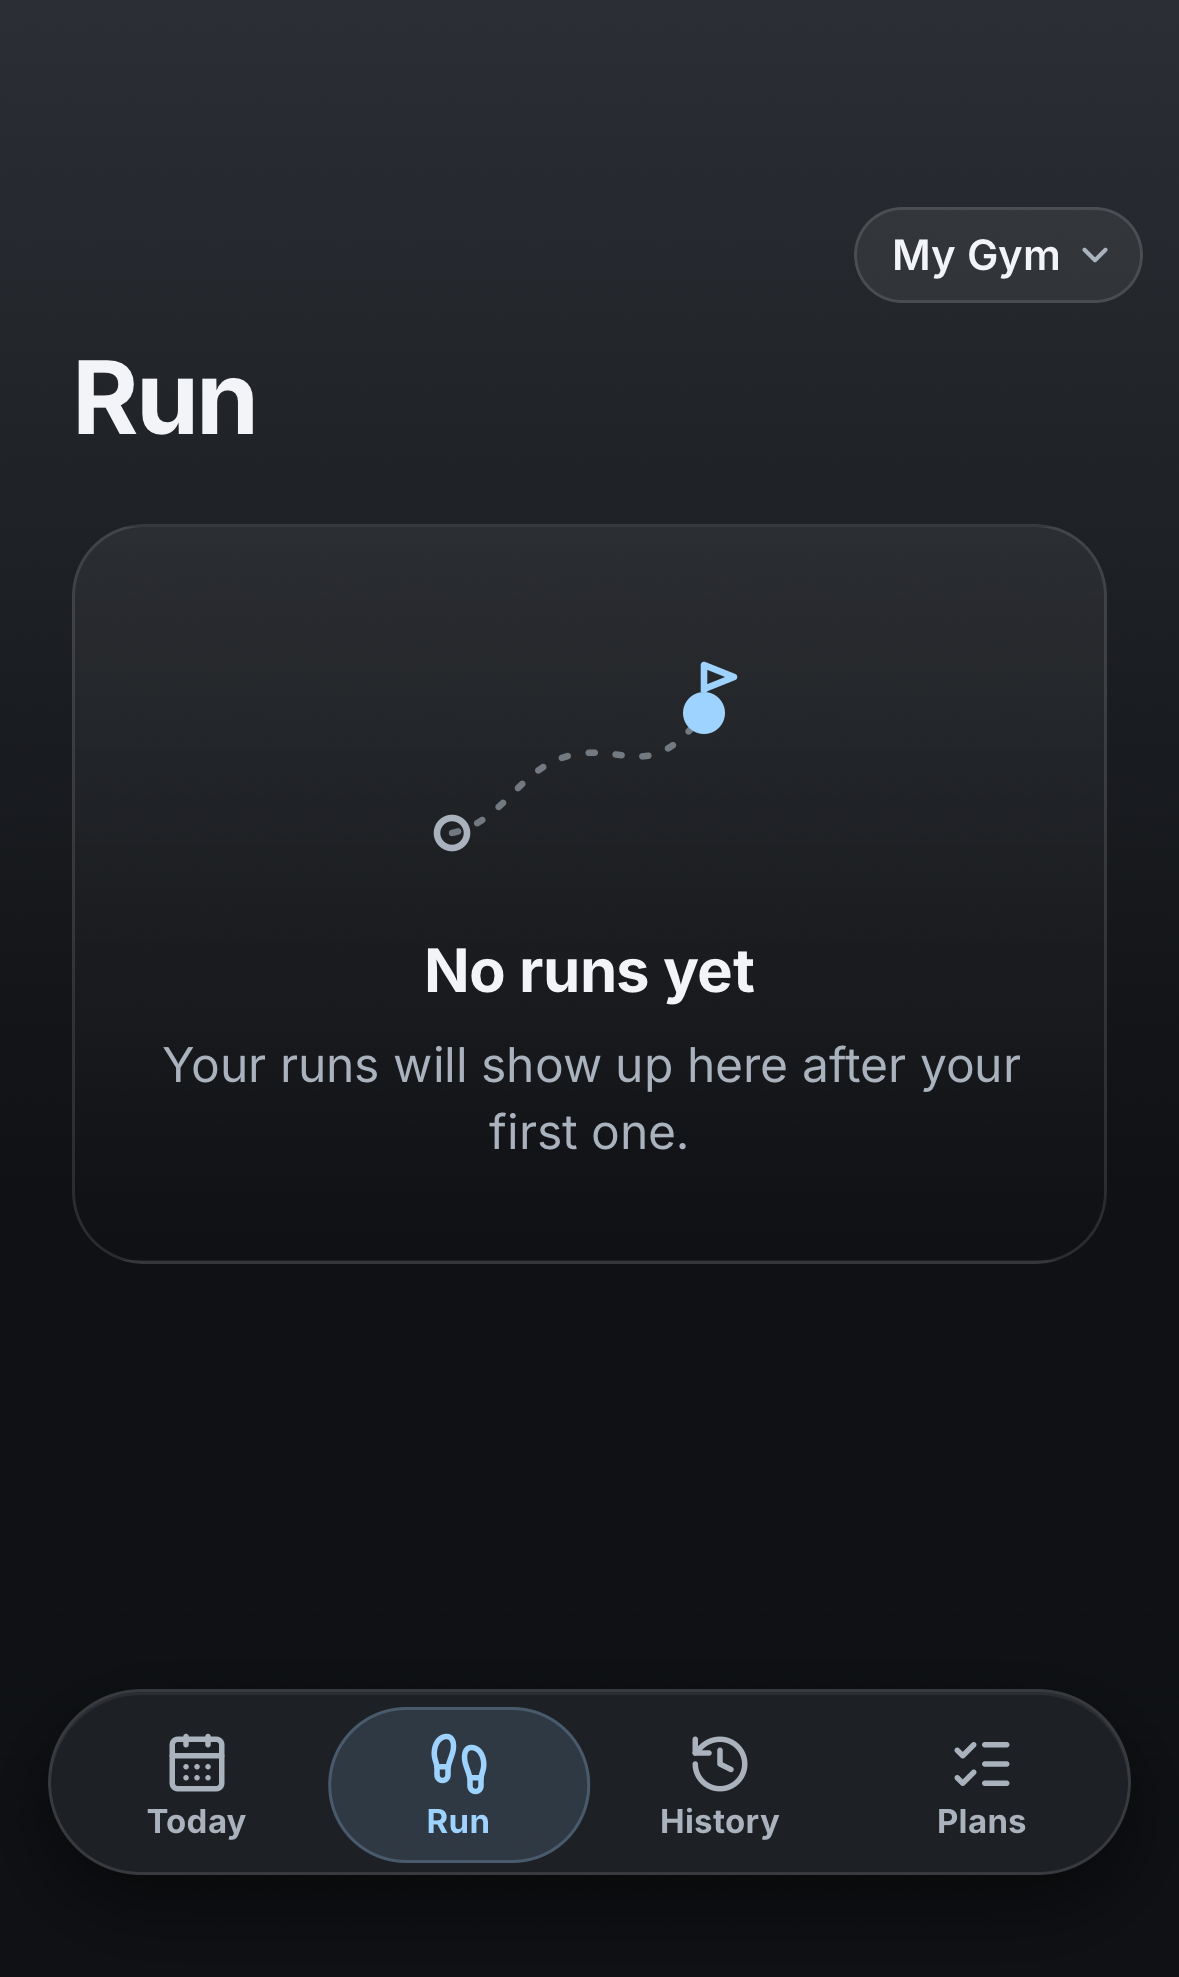 My Gym
Run
No runs yet
Your runs will show up here after your
first one.
Today
Run
History
Plans